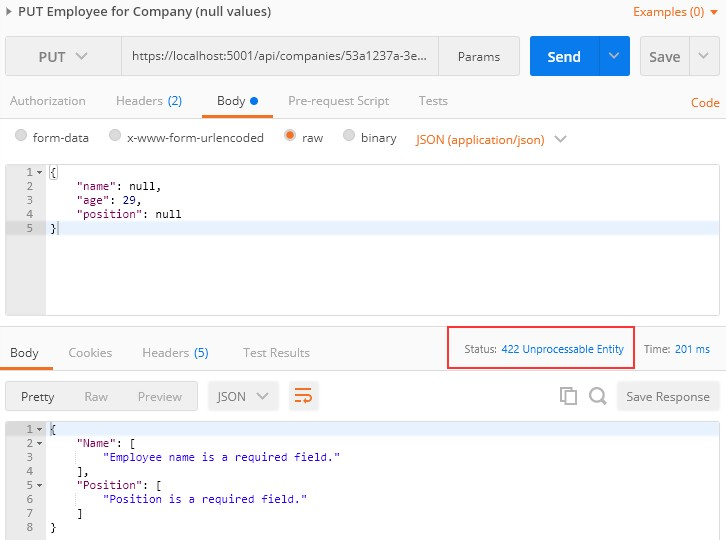 PUT Employee for Company (null values)
Examples (0)
PUT
https://localhost:5001/api/companies/53a1237a-3e...
Params
Send
Save
Authorization
Headers (2)
Body
Pre-request Script
Tests
Code
form-data
x-www-form-urlencoded
raw
binary
JSON (application/json)
1 {
2 "name": null,
3 "age": 29,
4 "position": null
5 }
Body
Cookies
Headers (5)
Test Results
Status: 422 Unprocessable Entity
Time: 201 ms
Pretty
Raw
Preview
JSON
Save Response
1 {
2 "Name": [
3 "Employee name is a required field."
4 ],
5 "Position": [
6 "Position is a required field."
7 ]
8 }